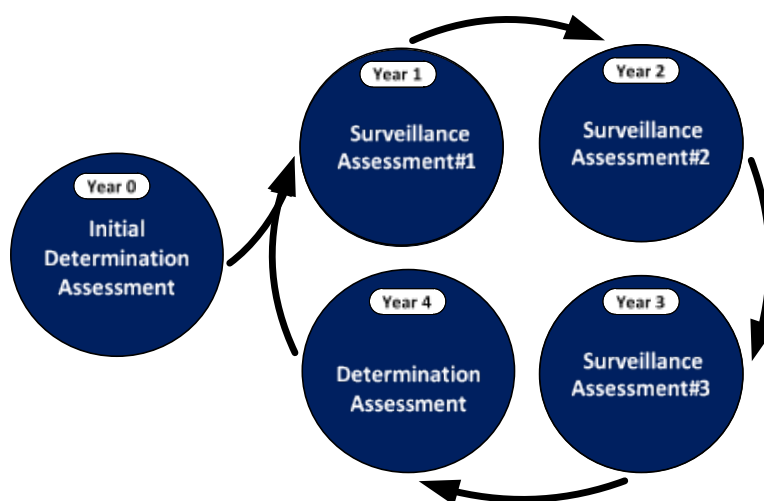 Year 0
Initial
Determination
Assessment
Year 1
Surveillance
Assessment#1
Year 2
Surveillance
Assessment#2
Year 3
Surveillance
Assessment#3
Year 4
Determination
Assessment